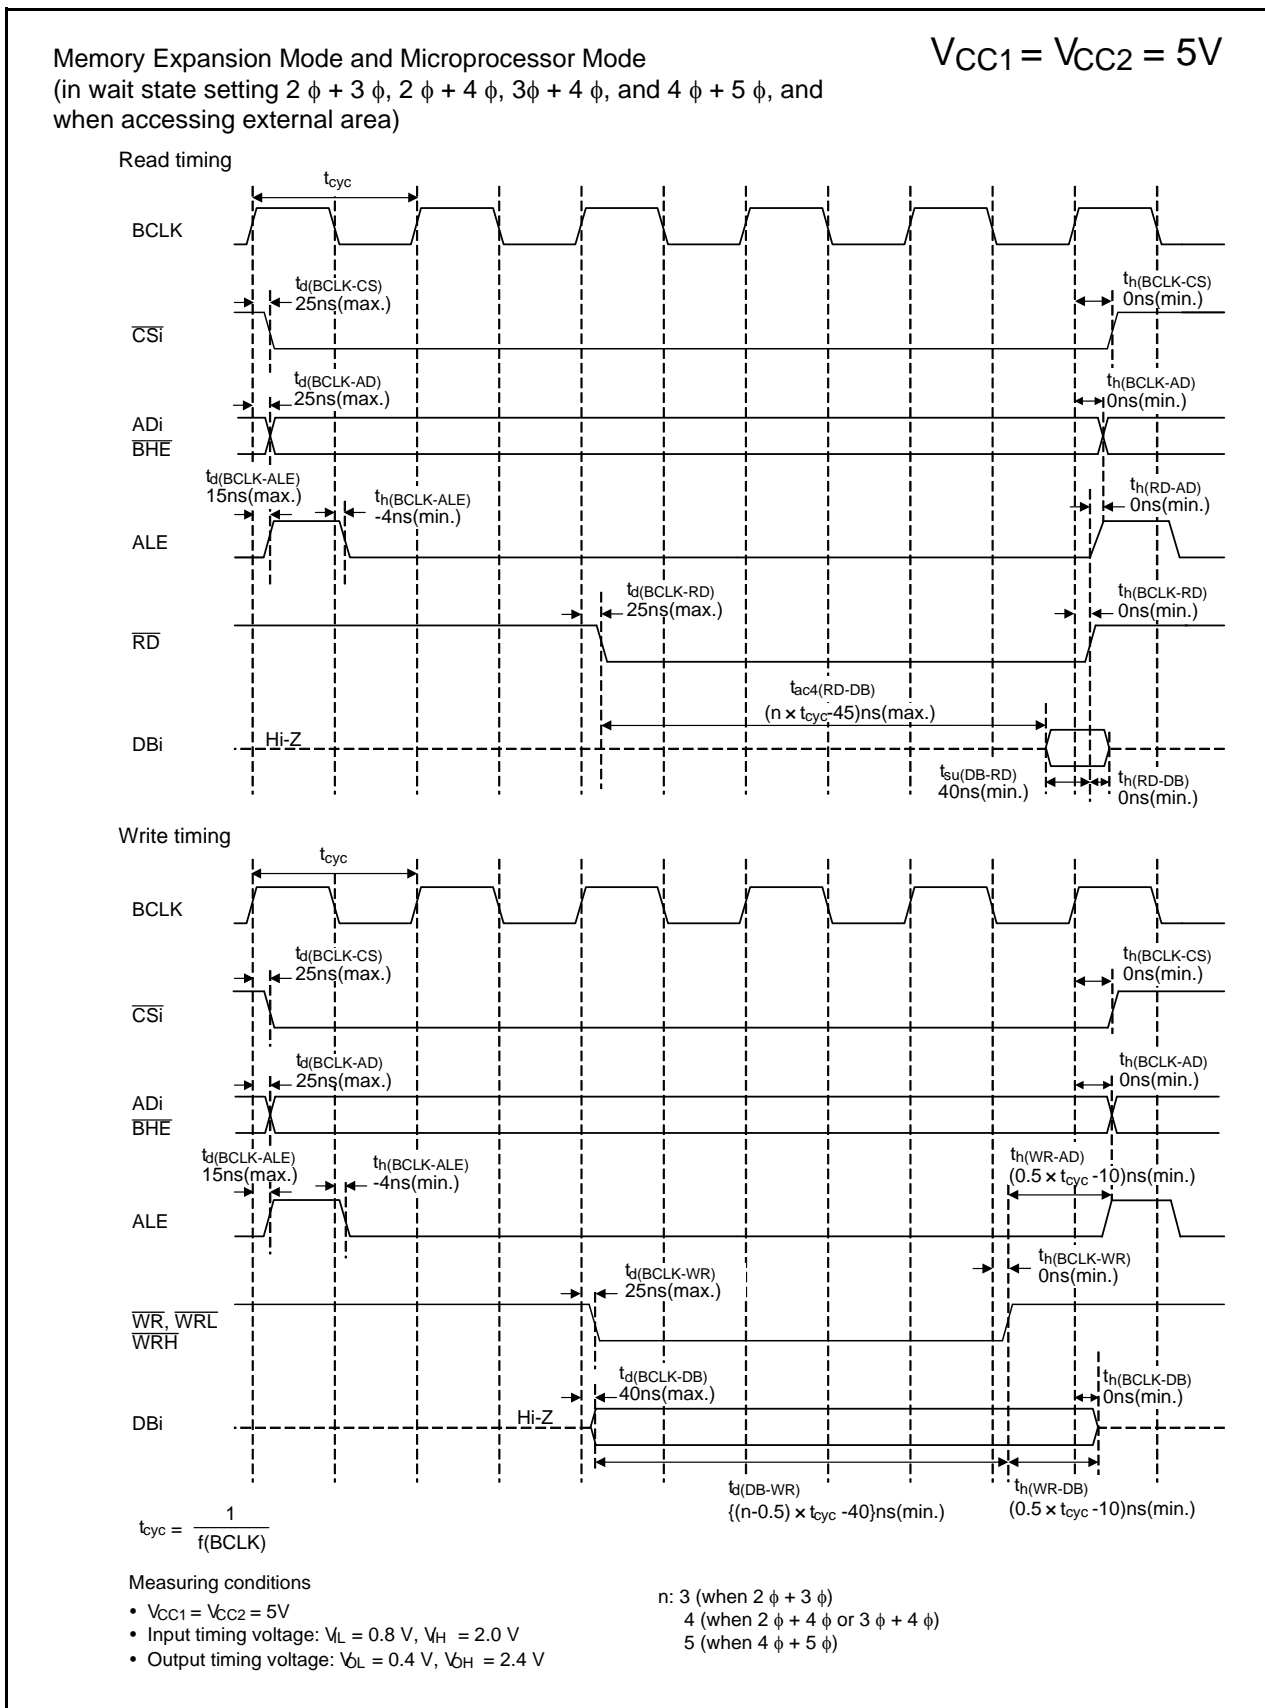 Memory Expansion Mode and Microprocessor Mode
(in wait state setting 2 ϕ + 3 ϕ, 2 ϕ + 4 ϕ, 3ϕ + 4 ϕ, and 4 ϕ + 5 ϕ, and
when accessing external area)
VCC1 = VCC2 = 5V
Read timing
tcyc
BCLK
td(BCLK-CS)
25ns(max.)
th(BCLK-CS)
0ns(min.)
CSi
td(BCLK-AD)
25ns(max.)
th(BCLK-AD)
0ns(min.)
ADi
BHE
td(BCLK-ALE)
15ns(max.)
th(BCLK-ALE)
-4ns(min.)
th(RD-AD)
0ns(min.)
ALE
td(BCLK-RD)
25ns(max.)
th(BCLK-RD)
0ns(min.)
RD
tac4(RD-DB)
(n × tcyc-45)ns(max.)
DBi
Hi-Z
tsu(DB-RD)
40ns(min.)
th(RD-DB)
0ns(min.)
Write timing
tcyc
BCLK
td(BCLK-CS)
25ns(max.)
th(BCLK-CS)
0ns(min.)
CSi
td(BCLK-AD)
25ns(max.)
th(BCLK-AD)
0ns(min.)
ADi
BHE
td(BCLK-ALE)
15ns(max.)
th(BCLK-ALE)
-4ns(min.)
th(WR-AD)
(0.5 × tcyc -10)ns(min.)
ALE
td(BCLK-WR)
25ns(max.)
th(BCLK-WR)
0ns(min.)
WR, WRL
WRH
td(BCLK-DB)
40ns(max.)
th(BCLK-DB)
0ns(min.)
DBi
Hi-Z
td(DB-WR)
{(n-0.5) × tcyc -40}ns(min.)
th(WR-DB)
(0.5 × tcyc -10)ns(min.)
tcyc = 1
f(BCLK)
Measuring conditions
• VCC1 = VCC2 = 5V
• Input timing voltage: VIL = 0.8 V, VIH = 2.0 V
• Output timing voltage: VOL = 0.4 V, VOH = 2.4 V
n: 3 (when 2 ϕ + 3 ϕ)
4 (when 2 ϕ + 4 ϕ or 3 ϕ + 4 ϕ)
5 (when 4 ϕ + 5 ϕ)